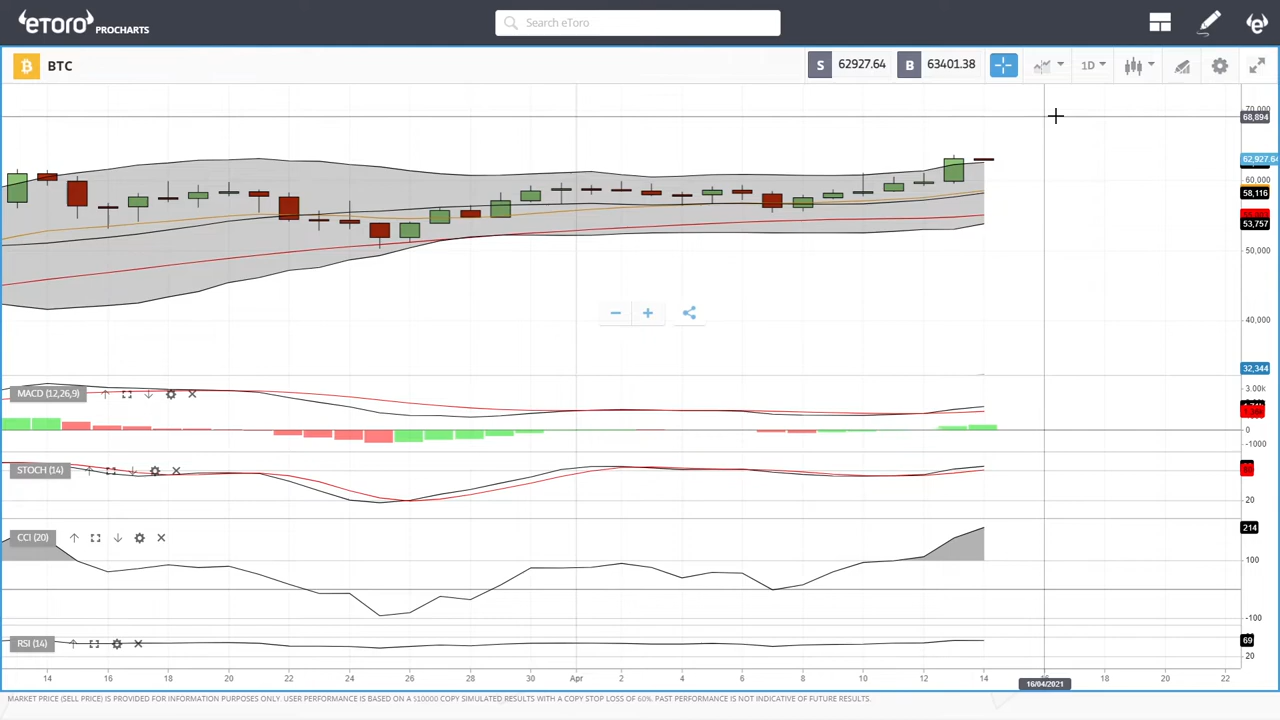 eToro PROCHARTS
Search eToro
BTC
S 62927.64 B 63401.38 1D
70,000
68,894
62,927.64
60,000
58,116
53,757
50,000
40,000
32,344
MACD (12,26,9)
3.00k
0
-1000
STOCH (14)
20
CCI (20)
214
100
-100
RSI (14)
69
20
14 16 18 20 22 24 26 28 30 Apr 2 4 6 8 10 12 14 18 20 22
16/04/2021
MARKET PRICE (SELL PRICE) IS PROVIDED FOR INFORMATION PURPOSES ONLY. USER PERFORMANCE IS BASED ON A $10000 COPY SIMULATED RESULTS WITH A COPY STOP LOSS OF 60%. PAST PERFORMANCE IS NOT INDICATIVE OF FUTURE RESULTS.